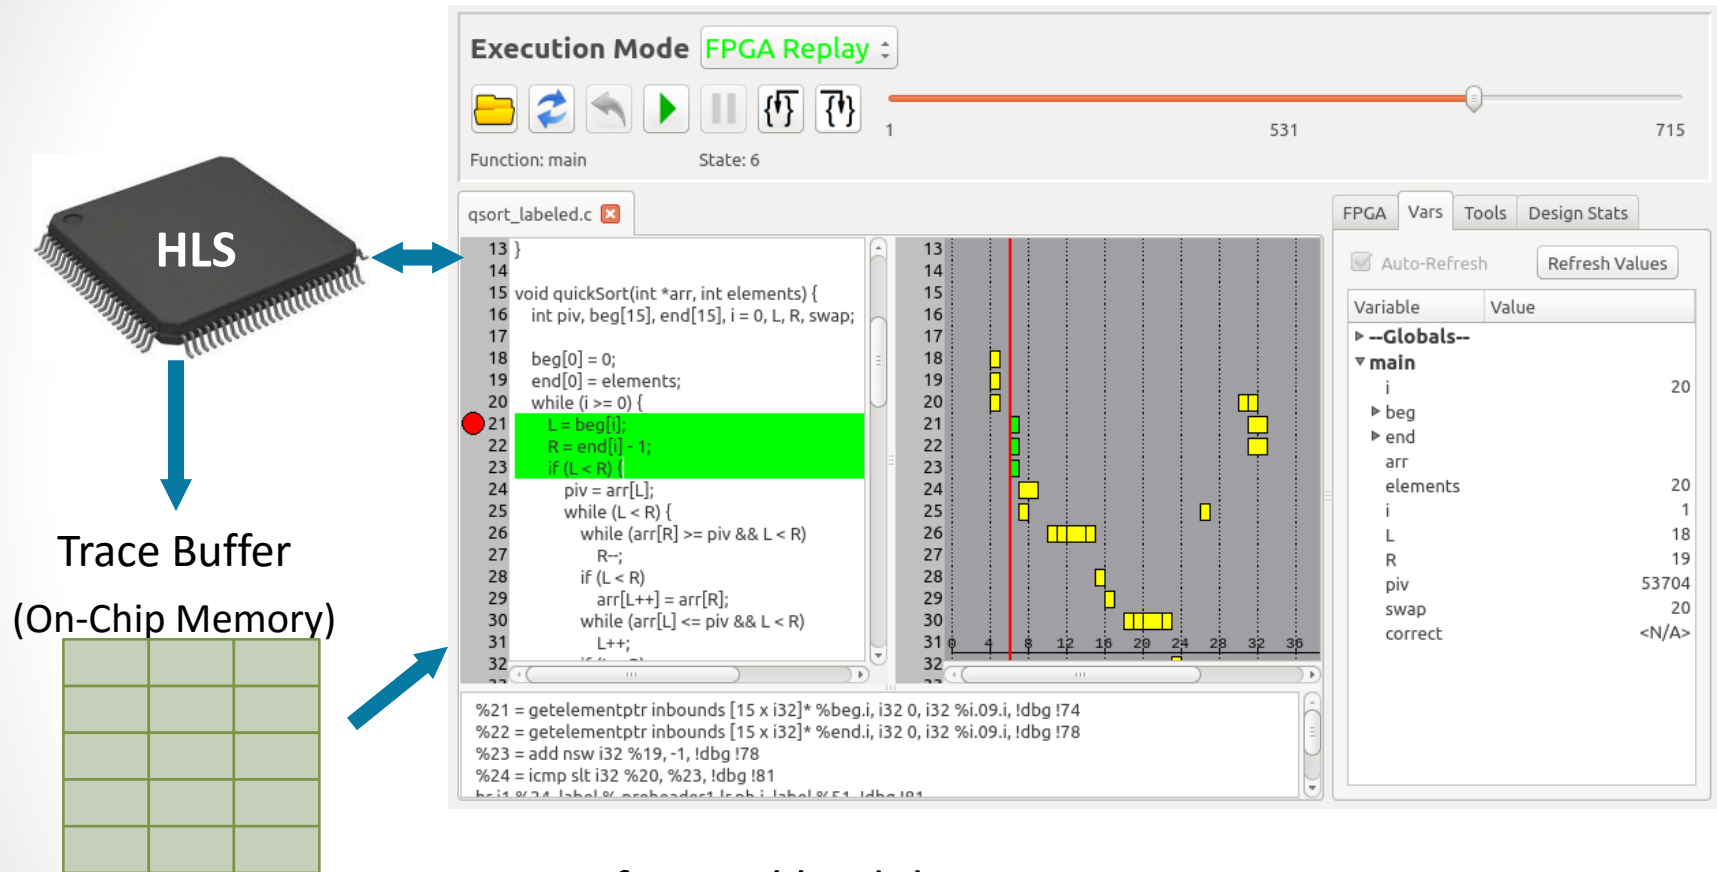 Execution Mode FPGA Replay
1 531 715
Function: main State: 6
HLS
Trace Buffer
(On-Chip Memory)
qsort_labeled.c
13 }
14
15 void quickSort(int *arr, int elements) {
16 int piv, beg[15], end[15], i = 0, L, R, swap;
17
18 beg[0] = 0;
19 end[0] = elements;
20 while (i >= 0) {
21 L = beg[i];
22 R = end[i] - 1;
23 if (L < R) {
24 piv = arr[L];
25 while (L < R) {
26 while (arr[R] >= piv && L < R)
27 R--;
28 if (L < R)
29 arr[L++] = arr[R];
30 while (arr[L] <= piv && L < R)
31 L++;
32
13
14
15
16
17
18
19
20
21
22
23
24
25
26
27
28
29
30
31 0 4 8 12 16 20 24 28 32 36
32
%21 = getelementptr inbounds [15 x i32]* %beg.i, i32 0, i32 %i.09.i, !dbg !74
%22 = getelementptr inbounds [15 x i32]* %end.i, i32 0, i32 %i.09.i, !dbg !78
%23 = add nsw i32 %19, -1, !dbg !78
%24 = icmp slt i32 %20, %23, !dbg !81
FPGA Vars Tools Design Stats
Auto-Refresh Refresh Values
Variable Value
--Globals--
main
i 20
beg
end
arr
elements 20
i 1
L 18
R 19
piv 53704
swap 20
correct <N/A>